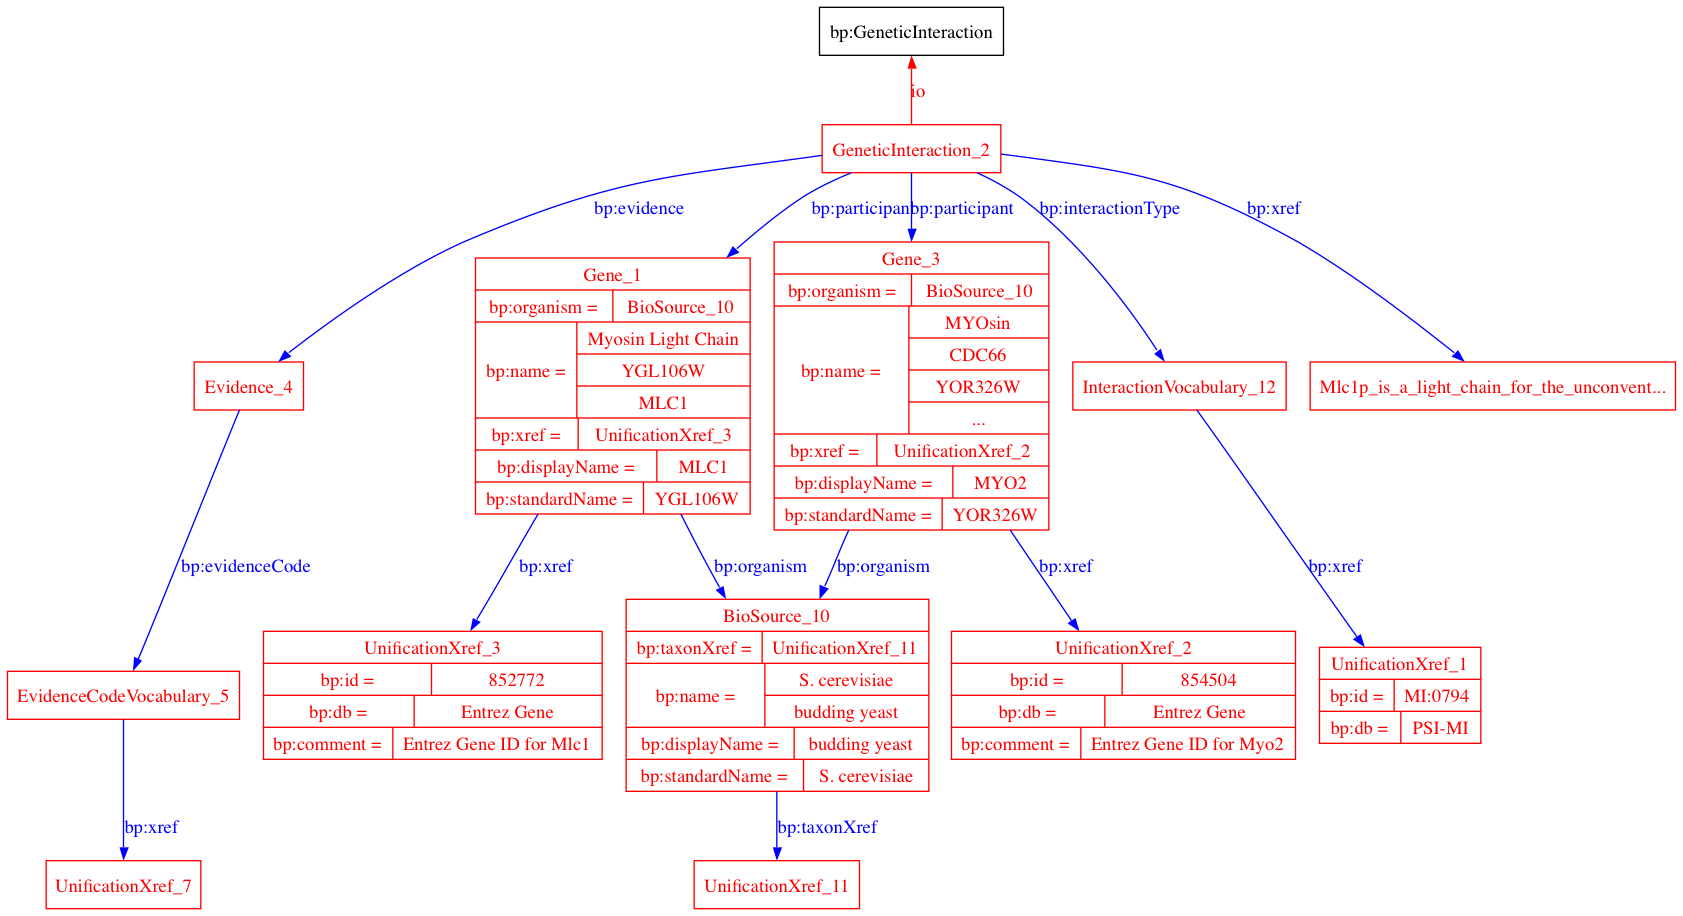 bp:GeneticInteraction
io
GeneticInteraction_2
bp:evidence
bp:participant
bp:participant
bp:interactionType
bp:xref
Gene_1
bp:organism =
BioSource_10
bp:name =
Myosin Light Chain
YGL106W
MLC1
bp:xref =
UnificationXref_3
bp:displayName =
MLC1
bp:standardName =
YGL106W
Gene_3
bp:organism =
BioSource_10
bp:name =
MYOsin
CDC66
YOR326W
...
bp:xref =
UnificationXref_2
bp:displayName =
MYO2
bp:standardName =
YOR326W
Evidence_4
InteractionVocabulary_12
Mlc1p_is_a_light_chain_for_the_unconvent...
bp:evidenceCode
bp:xref
bp:organism
bp:organism
bp:xref
bp:xref
EvidenceCodeVocabulary_5
UnificationXref_3
bp:id =
852772
bp:db =
Entrez Gene
bp:comment =
Entrez Gene ID for Mlc1
BioSource_10
bp:taxonXref =
UnificationXref_11
bp:name =
S. cerevisiae
budding yeast
bp:displayName =
budding yeast
bp:standardName =
S. cerevisiae
UnificationXref_2
bp:id =
854504
bp:db =
Entrez Gene
bp:comment =
Entrez Gene ID for Myo2
UnificationXref_1
bp:id =
MI:0794
bp:db =
PSI-MI
bp:xref
bp:taxonXref
UnificationXref_7
UnificationXref_11